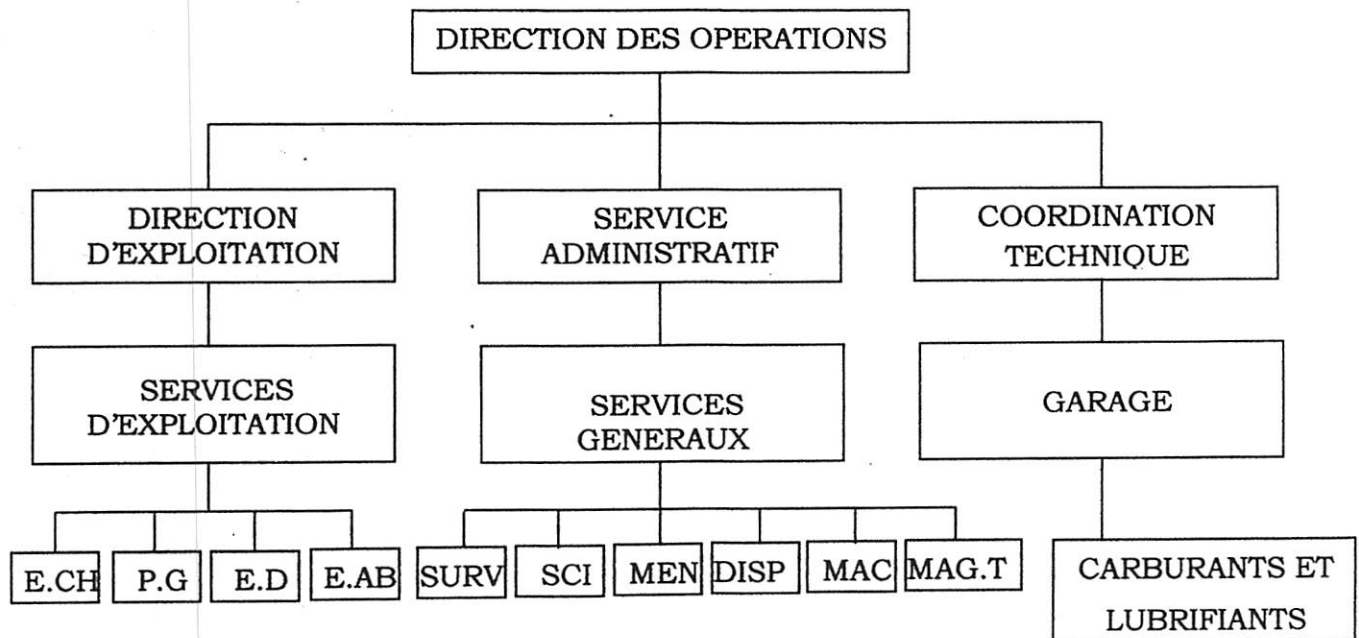 DIRECTION DES OPERATIONS
DIRECTION
D'EXPLOITATION
SERVICE
ADMINISTRATIF
COORDINATION
TECHNIQUE
SERVICES
D'EXPLOITATION
SERVICES
GENERAUX
GARAGE
E.CH
P.G
E.D
E.AB
SURV
SCI
MEN
DISP
MAC
MAG.T
CARBURANTS ET
LUBRIFIANTS